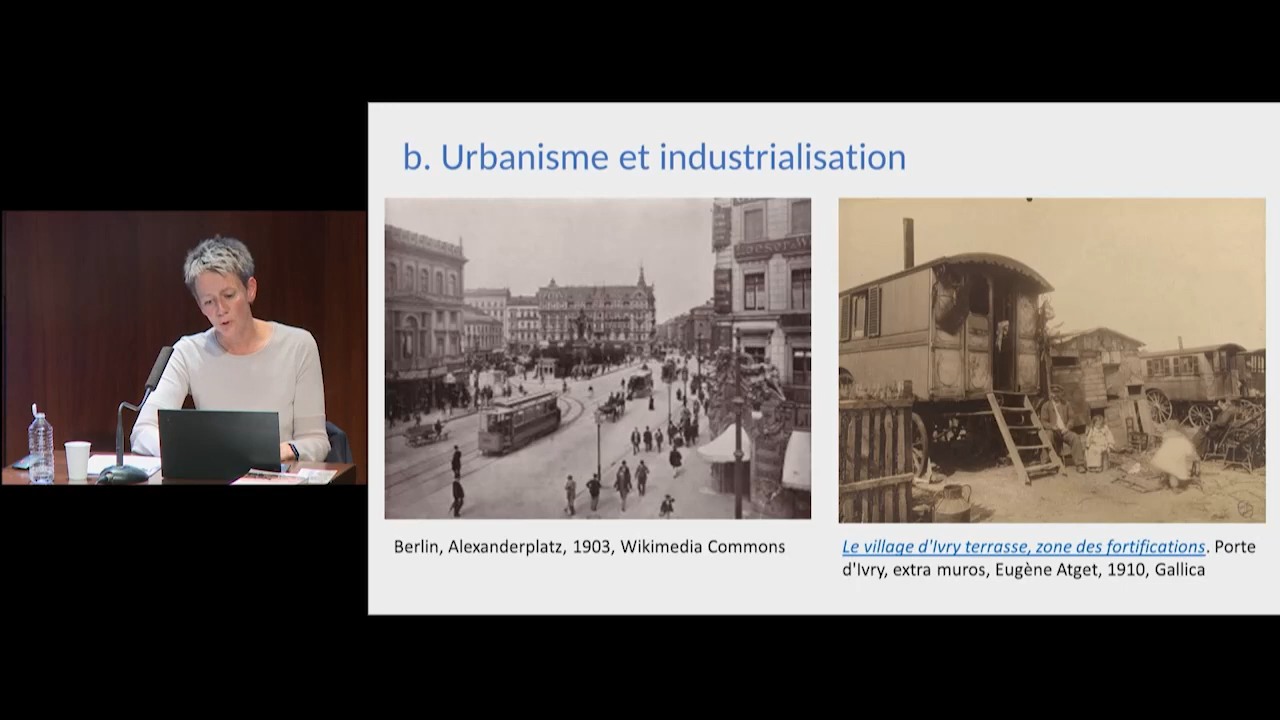 b. Urbanisme et industrialisation
Berlin, Alexanderplatz, 1903, Wikimedia Commons
Le village d'Ivry terrasse, zone des fortifications. Porte
d'Ivry, extra muros, Eugène Atget, 1910, Gallica